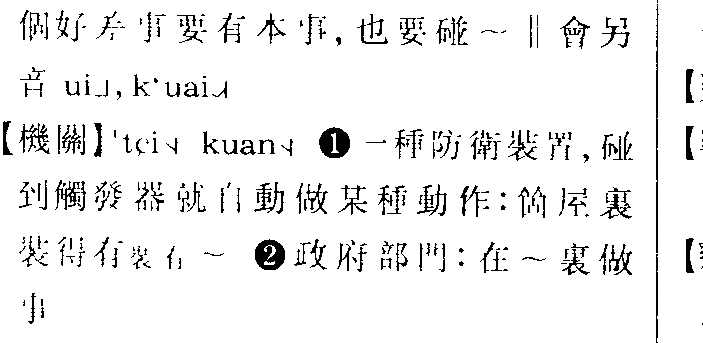 個好差事要有本事，也要碰～‖會另
音 ui˩, kʻuai˩
【機關】'tɕi˧ kuan˧ ❶一種防衛裝置，碰
到觸發器就自動做某種動作：箇屋裏
裝得有裝有～ ❷政府部門：在～裏做
事